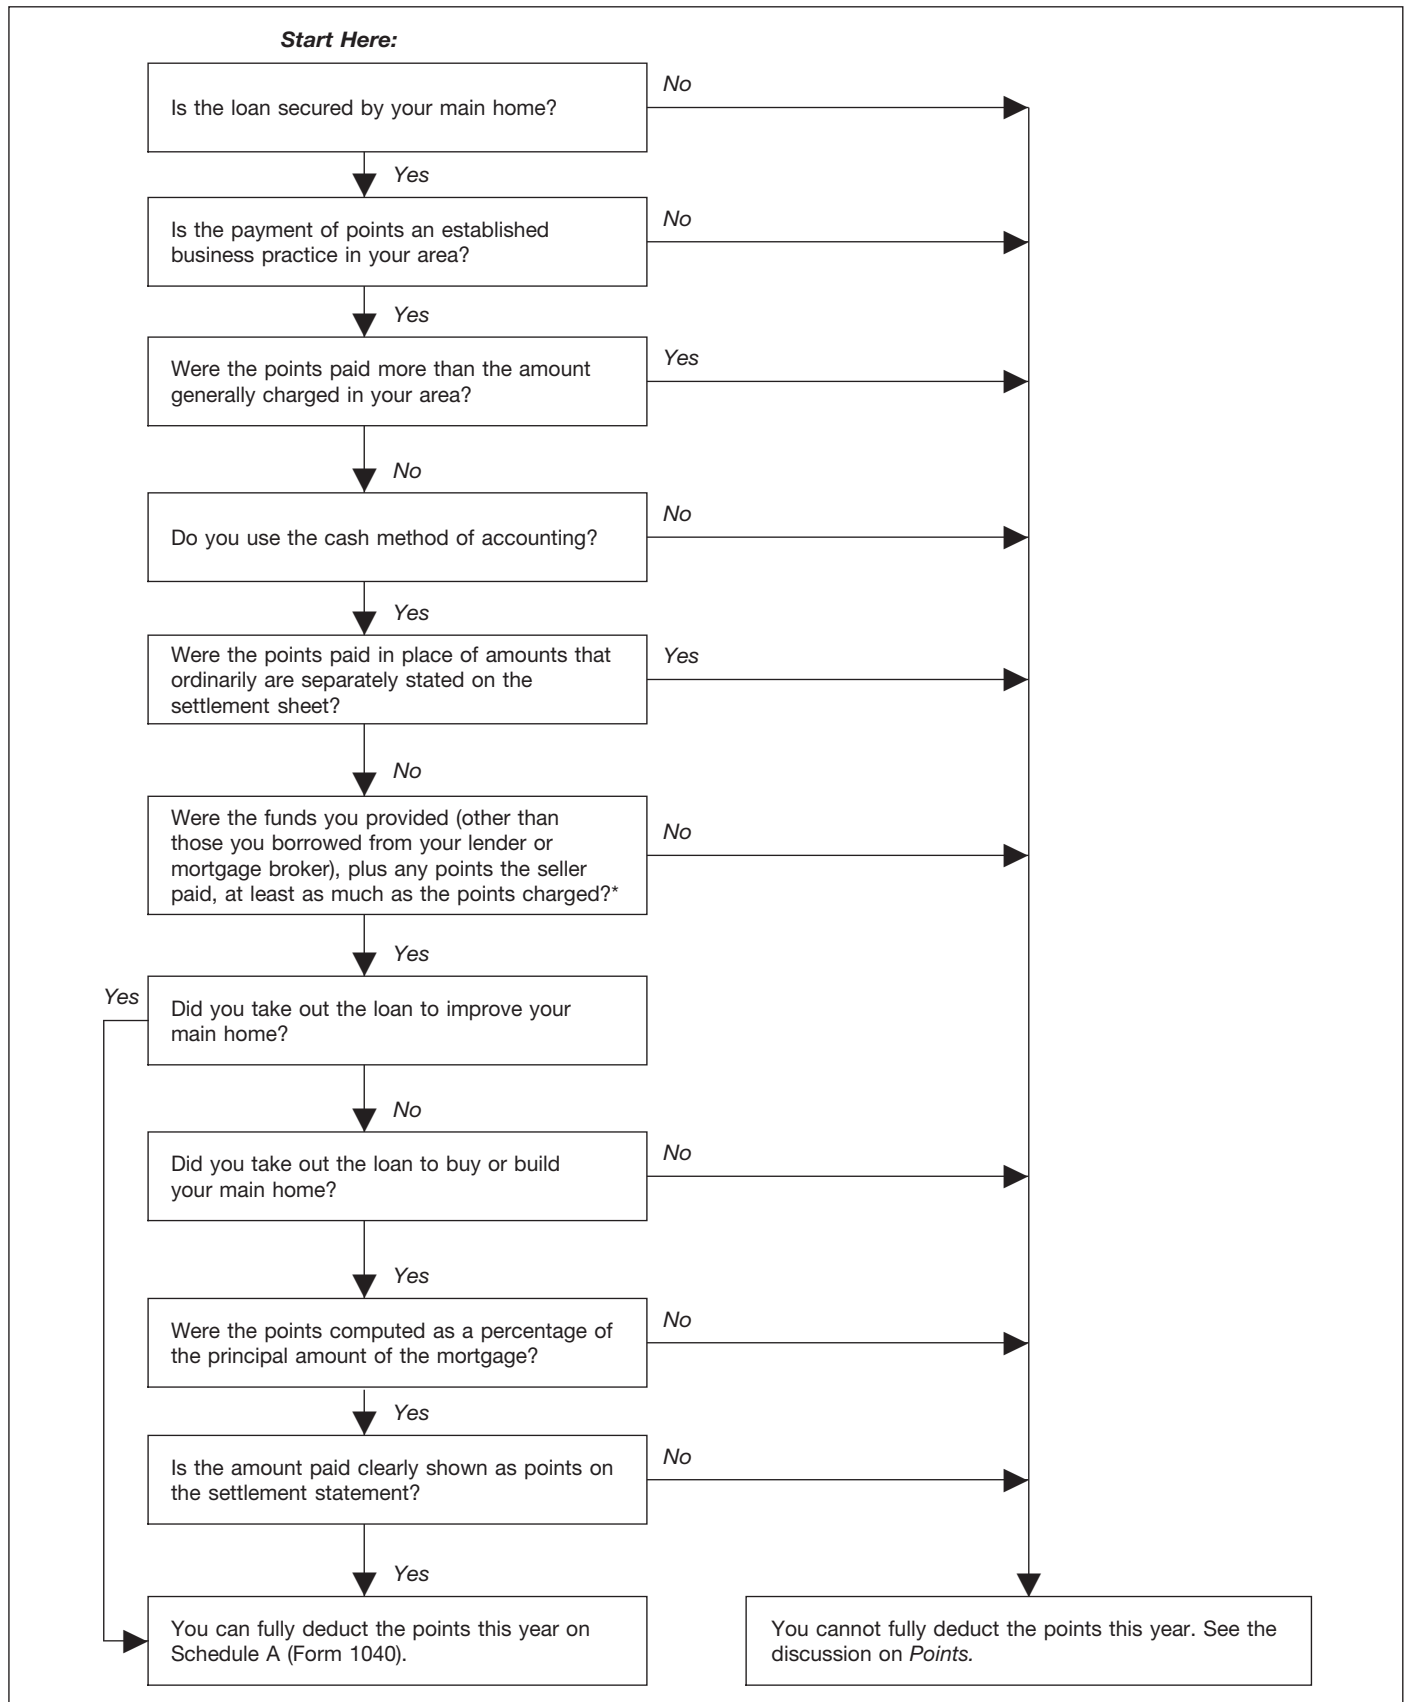 Start Here:
Is the loan secured by your main home?
No
Yes
Is the payment of points an established
business practice in your area?
No
Yes
Were the points paid more than the amount
generally charged in your area?
Yes
No
Do you use the cash method of accounting?
No
Yes
Were the points paid in place of amounts that
ordinarily are separately stated on the
settlement sheet?
Yes
No
Were the funds you provided (other than
those you borrowed from your lender or
mortgage broker), plus any points the seller
paid, at least as much as the points charged?*
No
Yes
Did you take out the loan to improve your
main home?
Yes
No
Did you take out the loan to buy or build
your main home?
No
Yes
Were the points computed as a percentage of
the principal amount of the mortgage?
No
Yes
Is the amount paid clearly shown as points on
the settlement statement?
No
Yes
You can fully deduct the points this year on
Schedule A (Form 1040).
You cannot fully deduct the points this year. See the
discussion on Points.